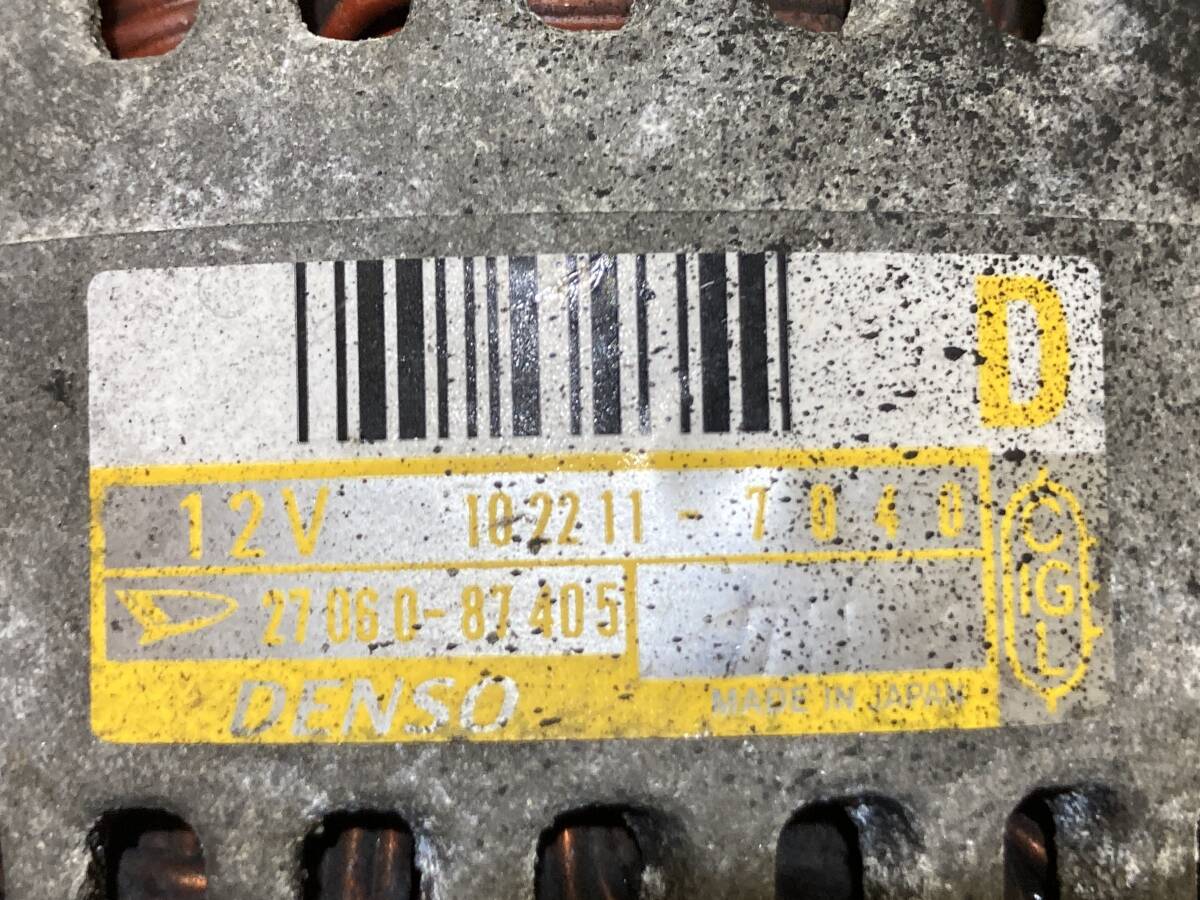 D
12V 102211-7040
27060-87405
DENSO
MADE IN JAPAN
C
IG
L